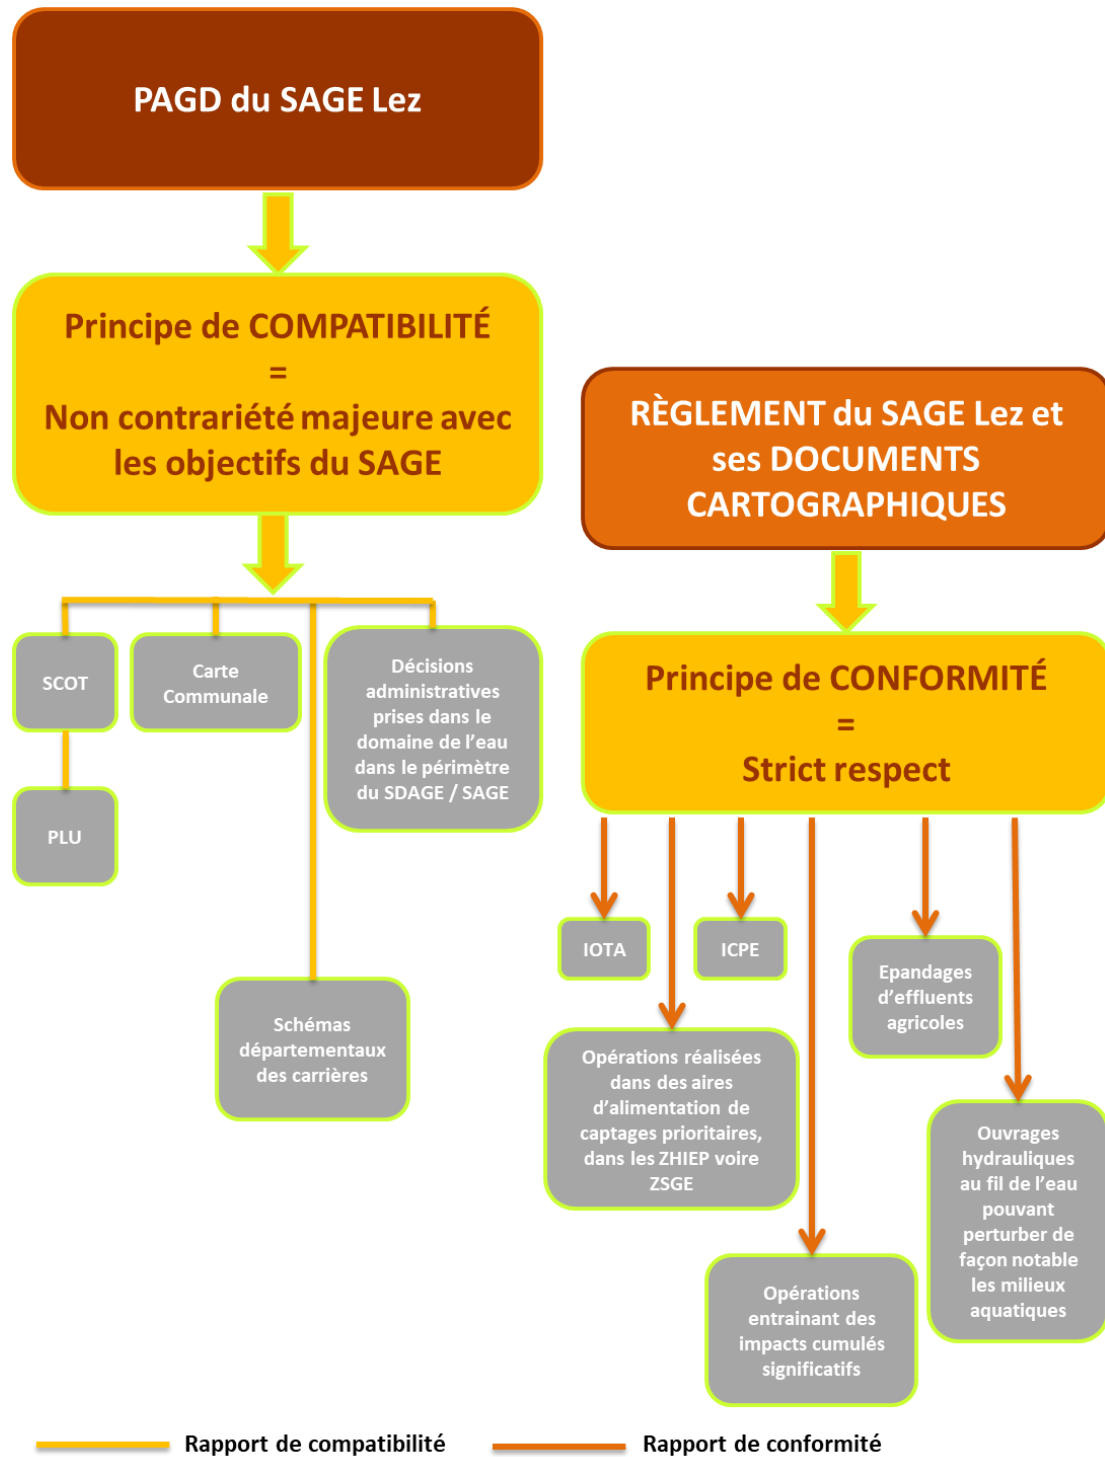 PAGD du SAGE Lez
Principe de COMPATIBILITÉ
=
Non contrariété majeure avec
les objectifs du SAGE
SCOT
PLU
Carte
Communale
Décisions
administratives
prises dans le
domaine de l'eau
dans le périmètre
du SDAGE / SAGE
Schémas
départementaux
des carrières
RÈGLEMENT du SAGE Lez et
ses DOCUMENTS
CARTOGRAPHIQUES
Principe de CONFORMITÉ
=
Strict respect
IOTA
Opérations réalisées
dans des aires
d'alimentation de
captages prioritaires,
dans les ZHIEP voire
ZSGE
ICPE
Opérations
entrainant des
impacts cumulés
significatifs
Epandages
d'effluents
agricoles
Ouvrages
hydrauliques
au fil de l'eau
pouvant
perturber de
façon notable
les milieux
aquatiques
Rapport de compatibilité
Rapport de conformité